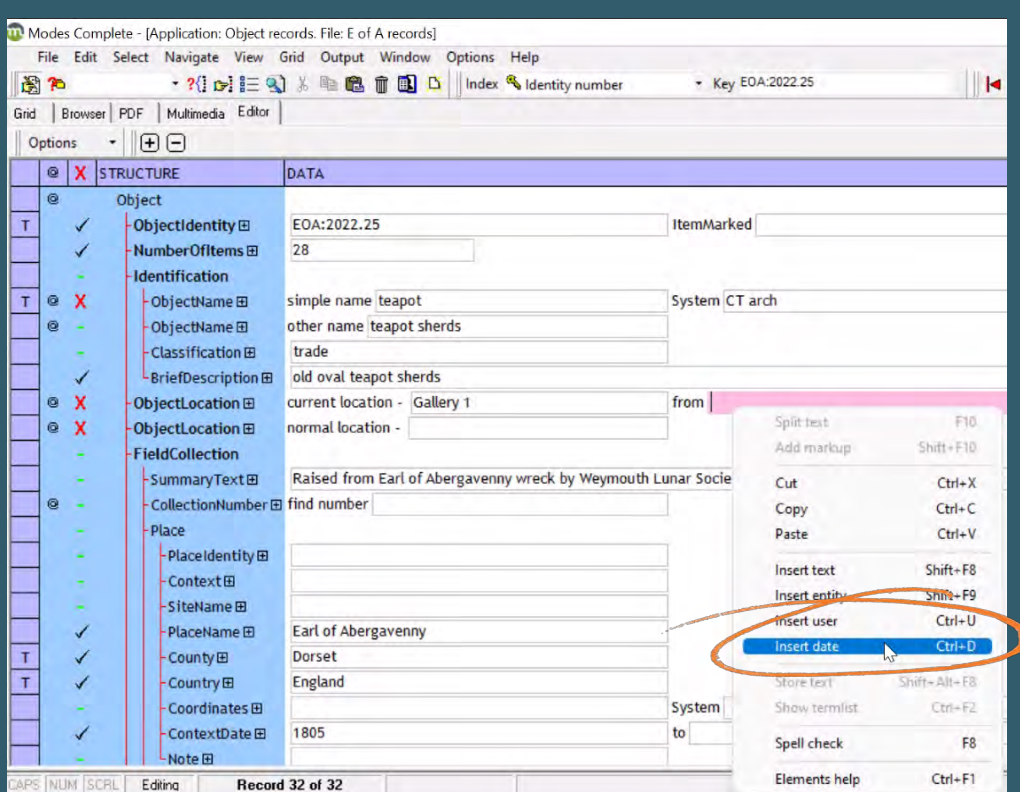 Modes Complete - [Application: Object records. File: E of A records]
File Edit Select Navigate View Grid Output Window Options Help
Index Identity number Key EOA:2022.25
Grid Browser PDF Multimedia Editor
Options
@ X STRUCTURE DATA
@ Object
T ✓ ObjectIdentity EOA:2022.25 ItemMarked
✓ NumberOfItems 28
- Identification
T @ X ObjectName simple name teapot System CT arch
@ - ObjectName other name teapot sherds
- Classification trade
✓ BriefDescription old oval teapot sherds
@ X ObjectLocation current location - Gallery 1 from
@ X ObjectLocation normal location -
- FieldCollection
- SummaryText Raised from Earl of Abergavenny wreck by Weymouth Lunar Socie
@ - CollectionNumber find number
- Place
- PlaceIdentity
- Context
- SiteName
✓ PlaceName Earl of Abergavenny
T ✓ County Dorset
T ✓ Country England
- Coordinates System
✓ ContextDate 1805 to
- Note
Split text F10
Add markup Shift+F10
Cut Ctrl+X
Copy Ctrl+C
Paste Ctrl+V
Insert text Shift+F8
Insert entity Shift+F9
Insert user Ctrl+U
Insert date Ctrl+D
Store text Shift+Alt+F8
Show termlist Ctrl+F2
Spell check F8
Elements help Ctrl+F1
CAPS NUM SCRL Editing Record 32 of 32